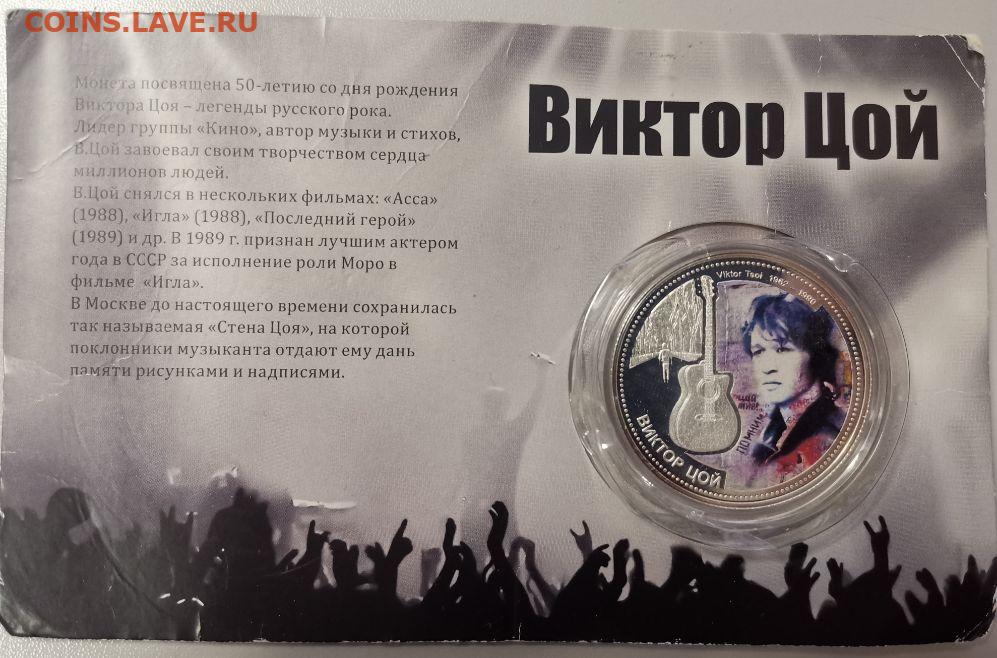 COINS.LAVE.RU
Монета посвящена 50-летию со дня рождения
Виктора Цоя – легенды русского рока.
Лидер группы «Кино», автор музыки и стихов,
В.Цой завоевал своим творчеством сердца
миллионов людей.
В.Цой снялся в нескольких фильмах: «Асса»
(1988), «Игла» (1988), «Последний герой»
(1989) и др. В 1989 г. признан лучшим актером
года в СССР за исполнение роли Моро в
фильме «Игла».
В Москве до настоящего времени сохранилась
так называемая «Стена Цоя», на которой
поклонники музыканта отдают ему дань
памяти рисунками и надписями.
Виктор Цой
Viktor Tsoi 1962 - 1990
ПОМНИМ
ВИКТОР ЦОЙ